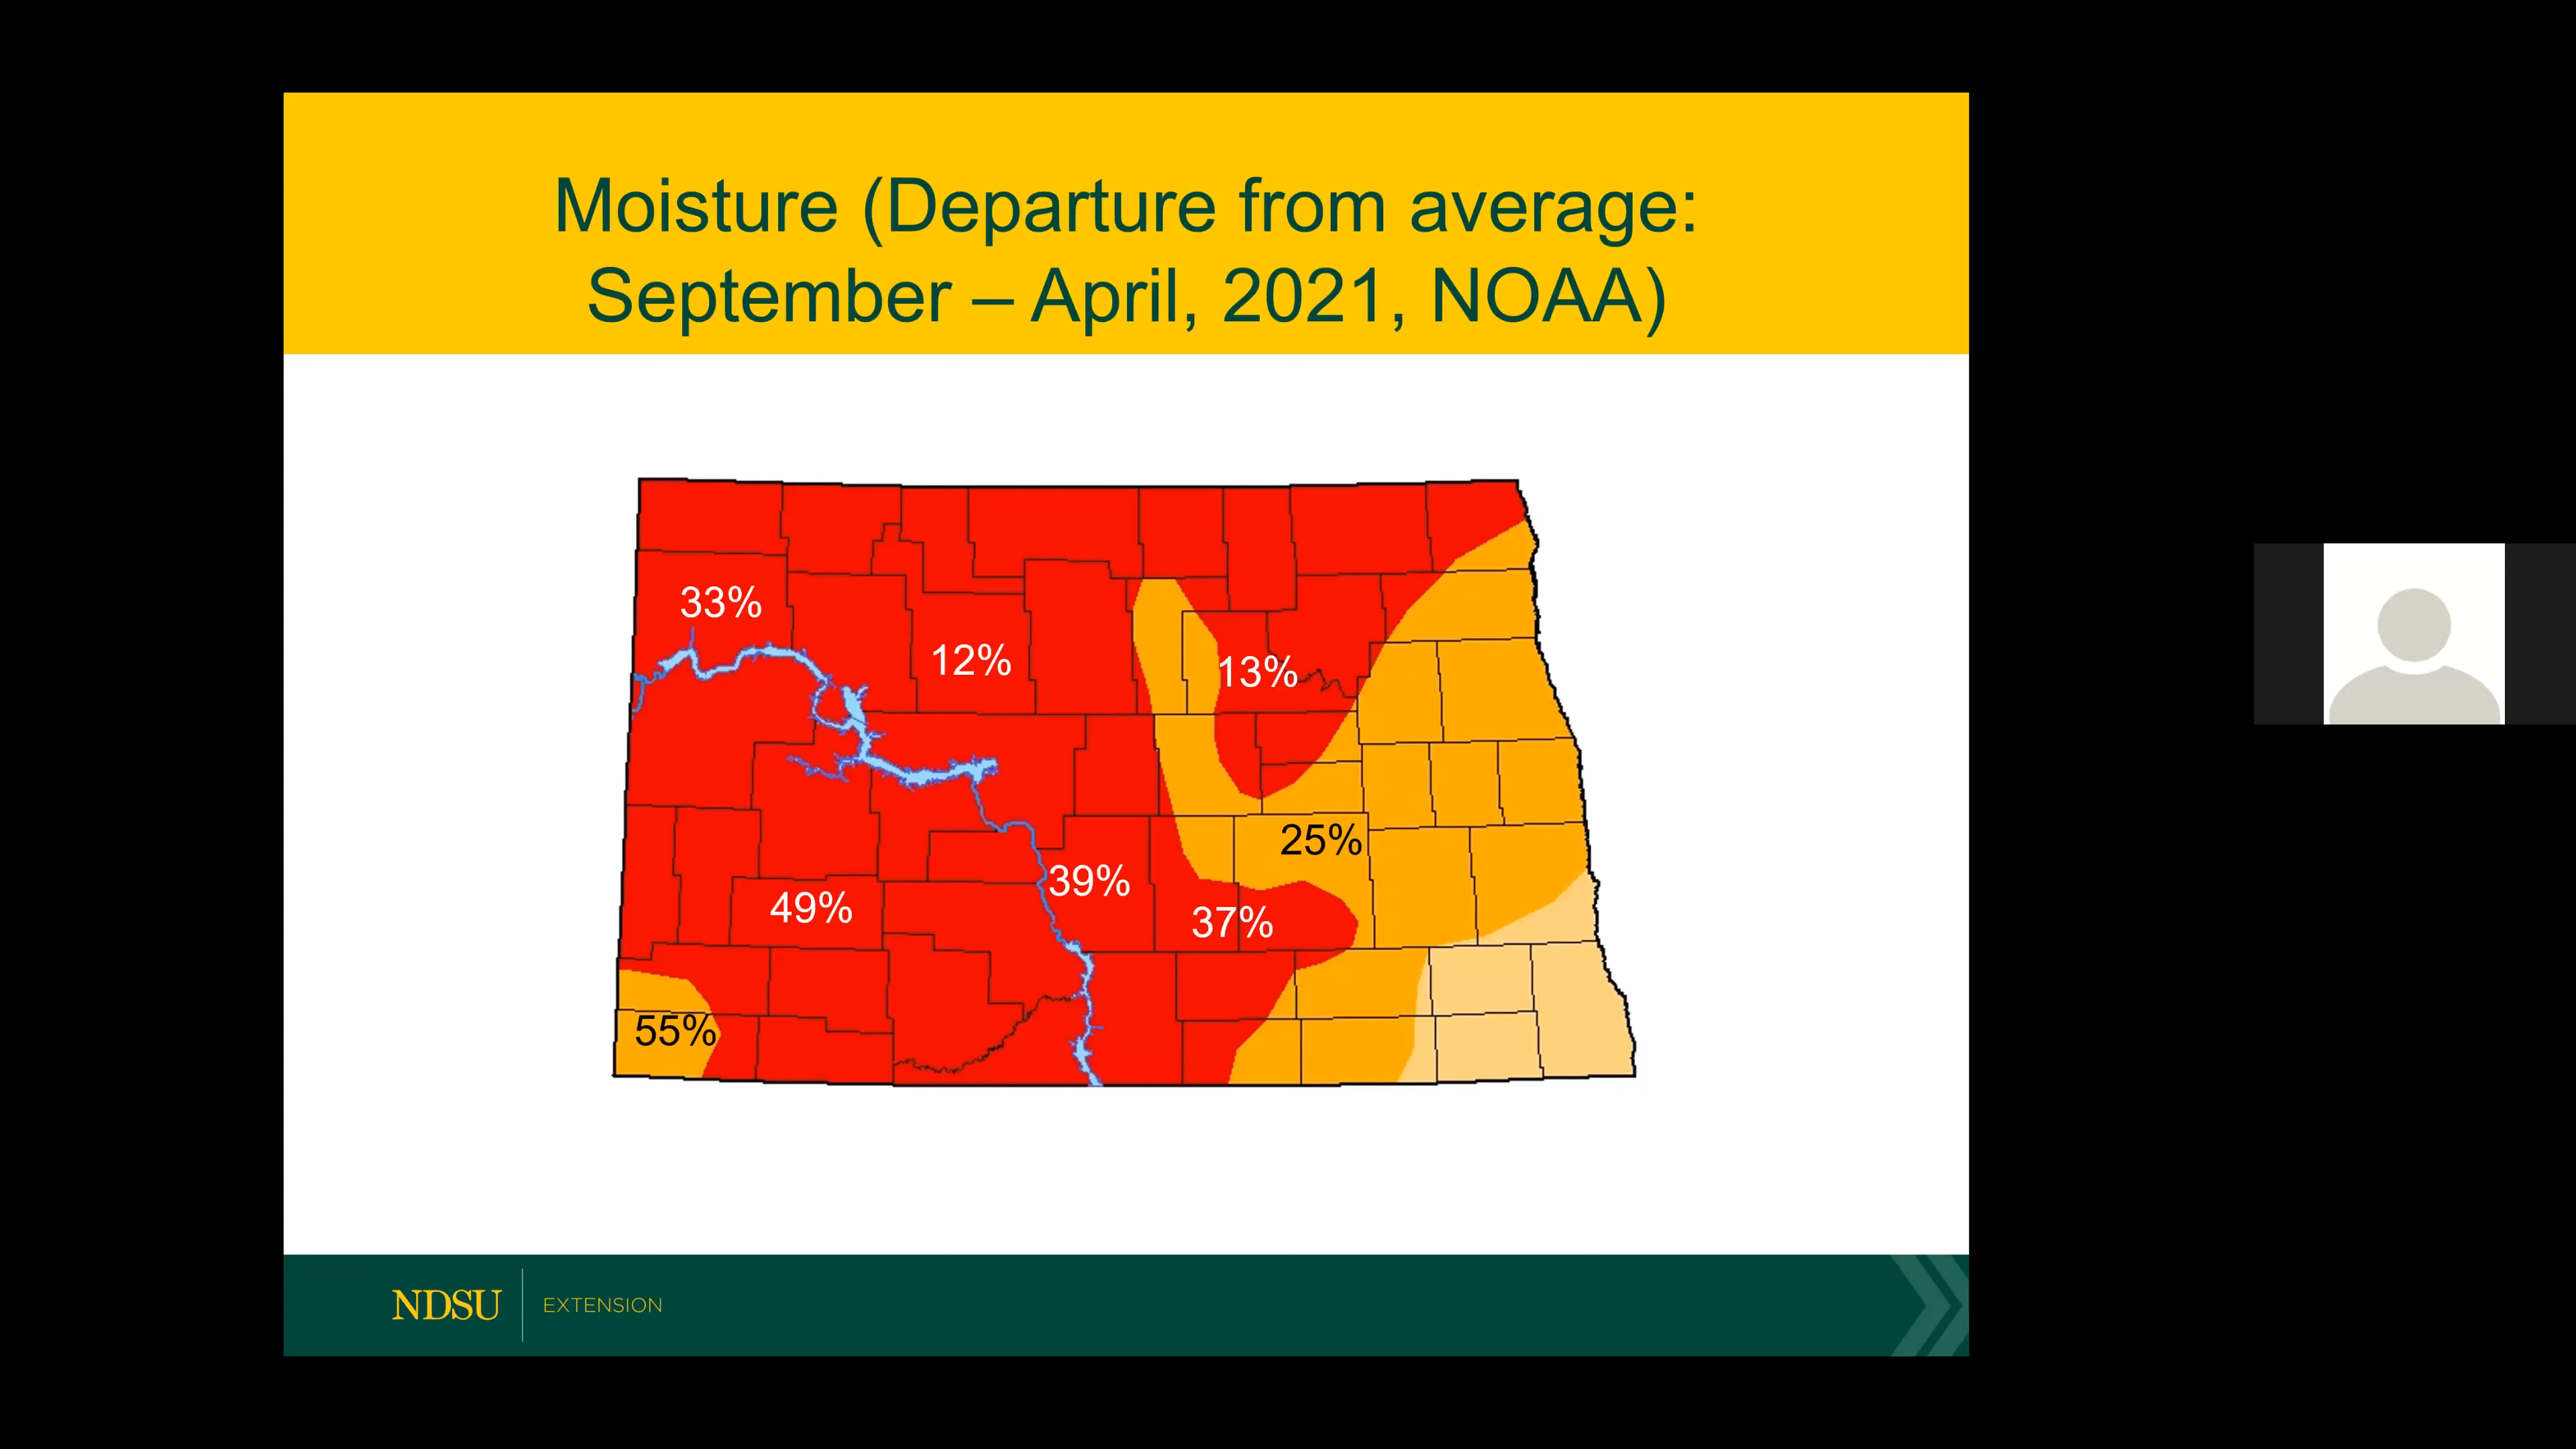 Moisture (Departure from average:
September – April, 2021, NOAA)
33%
12%
13%
25%
39%
49%
37%
55%
NDSU
EXTENSION